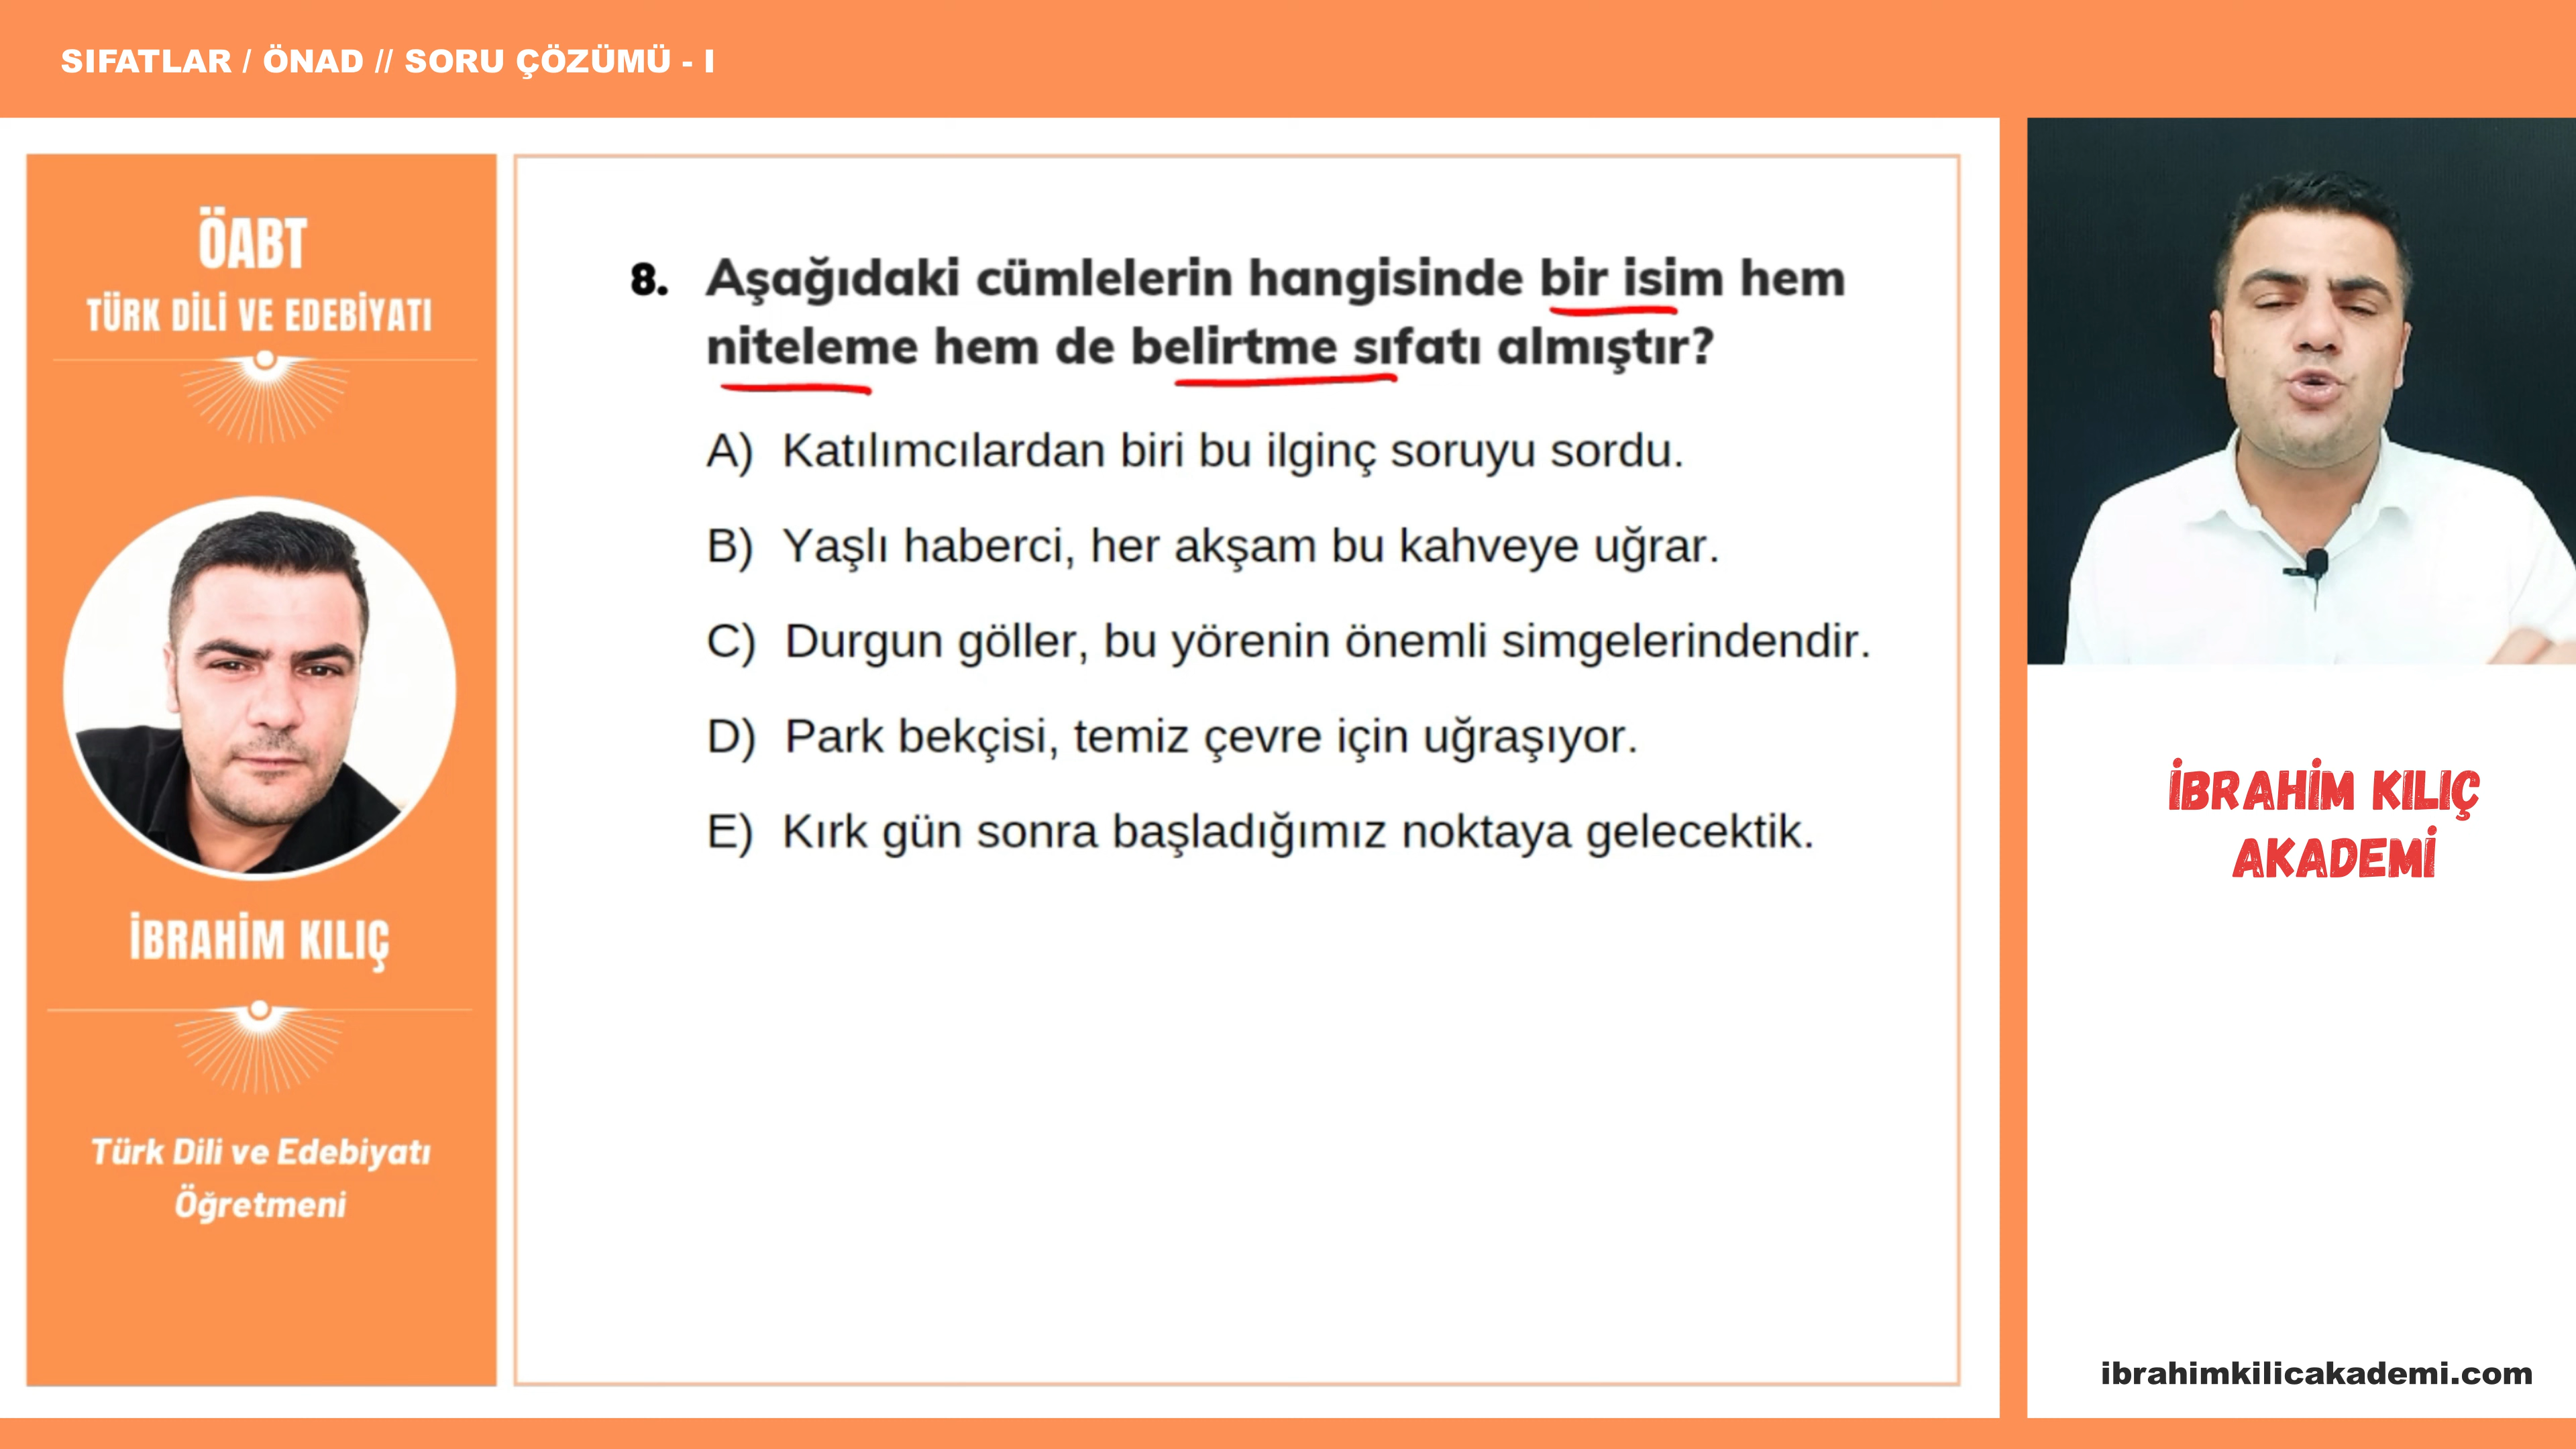 SIFATLAR / ÖNAD // SORU ÇÖZÜMÜ - I
ÖABT
TÜRK DİLİ VE EDEBİYATI
İBRAHİM KILIÇ
Türk Dili ve Edebiyatı
Öğretmeni
8. Aşağıdaki cümlelerin hangisinde bir isim hem
niteleme hem de belirtme sıfatı almıştır?
A) Katılımcılardan biri bu ilginç soruyu sordu.
B) Yaşlı haberci, her akşam bu kahveye uğrar.
C) Durgun göller, bu yörenin önemli simgelerindendir.
D) Park bekçisi, temiz çevre için uğraşıyor.
E) Kırk gün sonra başladığımız noktaya gelecektik.
İBRAHİM KILIÇ
AKADEMİ
ibrahimkilicakademi.com